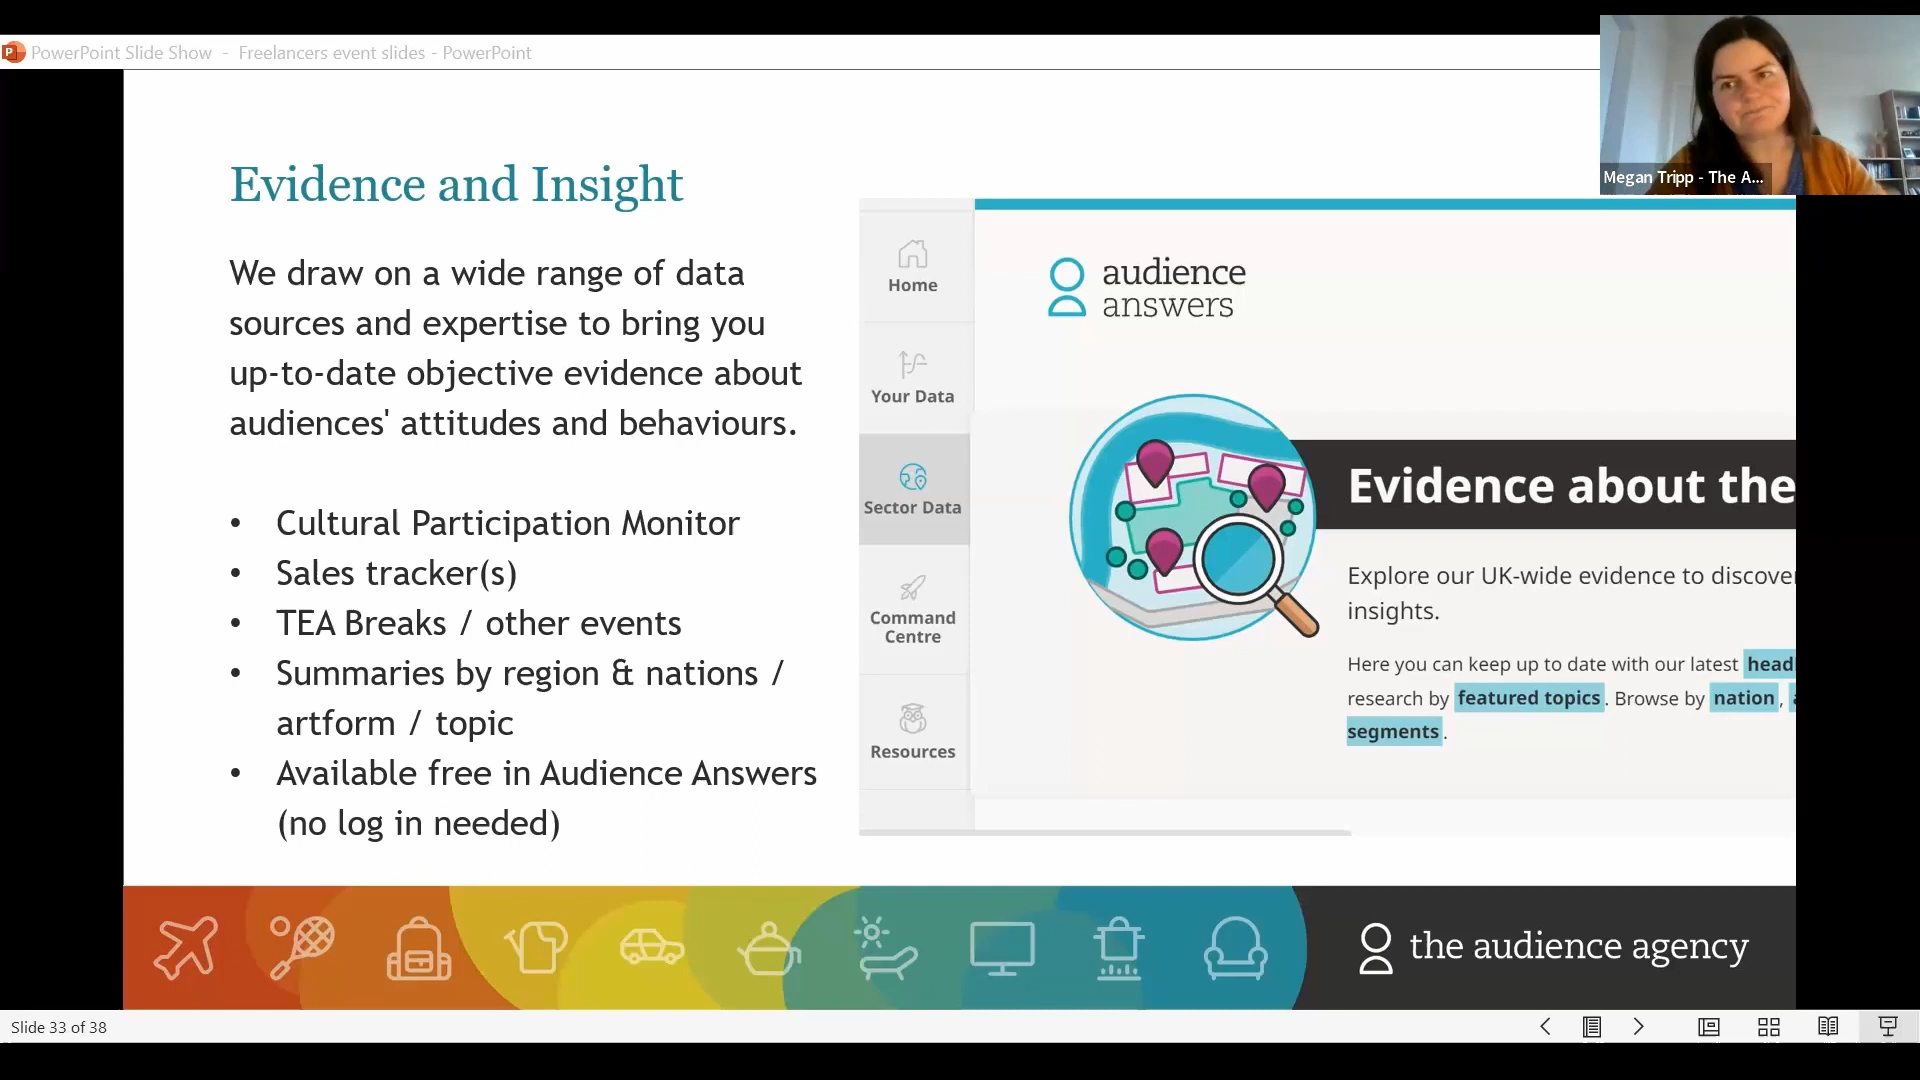 PowerPoint Slide Show - Freelancers event slides - PowerPoint
Megan Tripp - The A...
Evidence and Insight
We draw on a wide range of data
sources and expertise to bring you
up-to-date objective evidence about
audiences' attitudes and behaviours.
• Cultural Participation Monitor
• Sales tracker(s)
• TEA Breaks / other events
• Summaries by region & nations /
artform / topic
• Available free in Audience Answers
(no log in needed)
Home
Your Data
Sector Data
Command
Centre
Resources
audience
answers
Evidence about the
Explore our UK-wide evidence to discover
insights.
Here you can keep up to date with our latest head
research by featured topics. Browse by nation, a
segments.
the audience agency
Slide 33 of 38